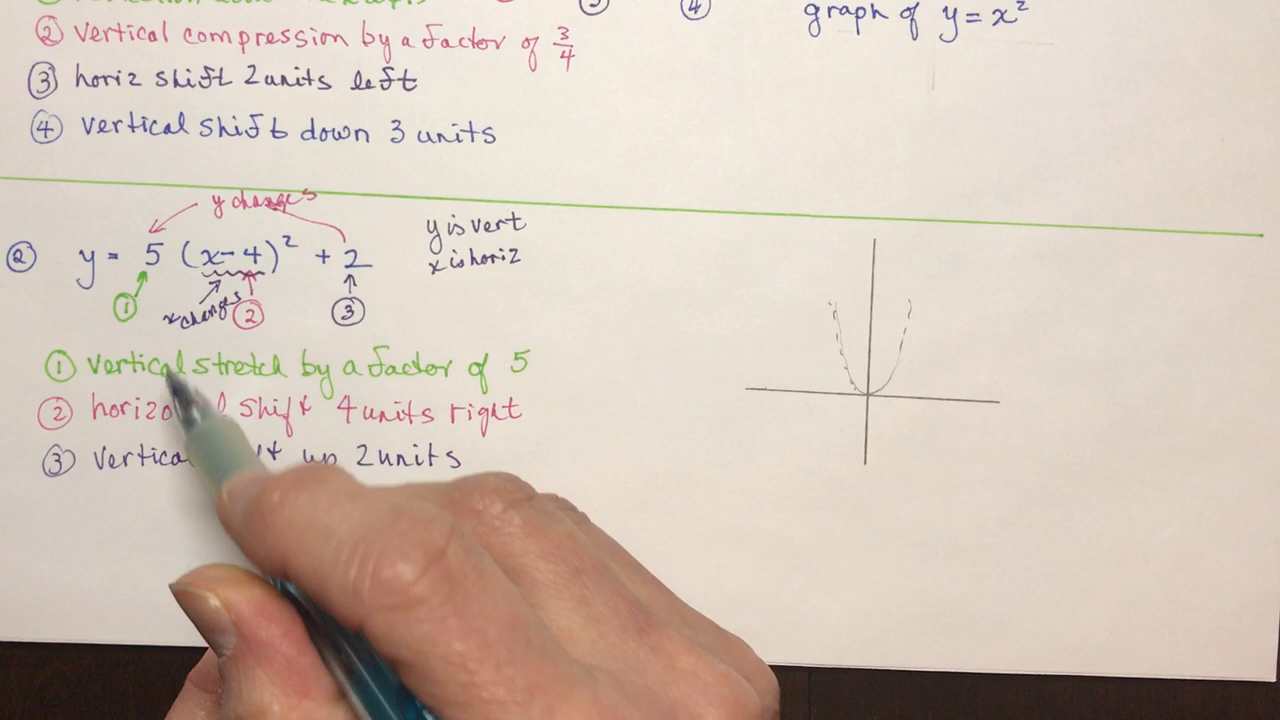 ③ ④
graph of y = x²
② vertical compression by a factor of 3/4
③ horiz shift 2 units left
④ vertical shift down 3 units
y changes
② y = 5 (x-4)² + 2
y is vert
x is horiz
① x changes ② ③
① vertical stretch by a factor of 5
② shift 4 units right
③ up 2 units